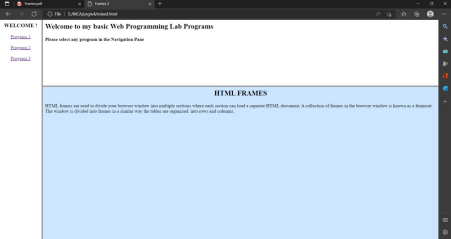 Frames.pdf
Frames 2
File
WELCOME !
Program 1
Program 2
Program 3
Welcome to my basic Web Programming Lab Programs
Please select any program in the Navigation Pane
HTML FRAMES
HTML frames are used to divide your browser window into multiple sections where each section can load a separate HTML document. A collection of frames in the browser window is known as a frameset.
The window is divided into frames in a similar way the tables are organized: into rows and columns.